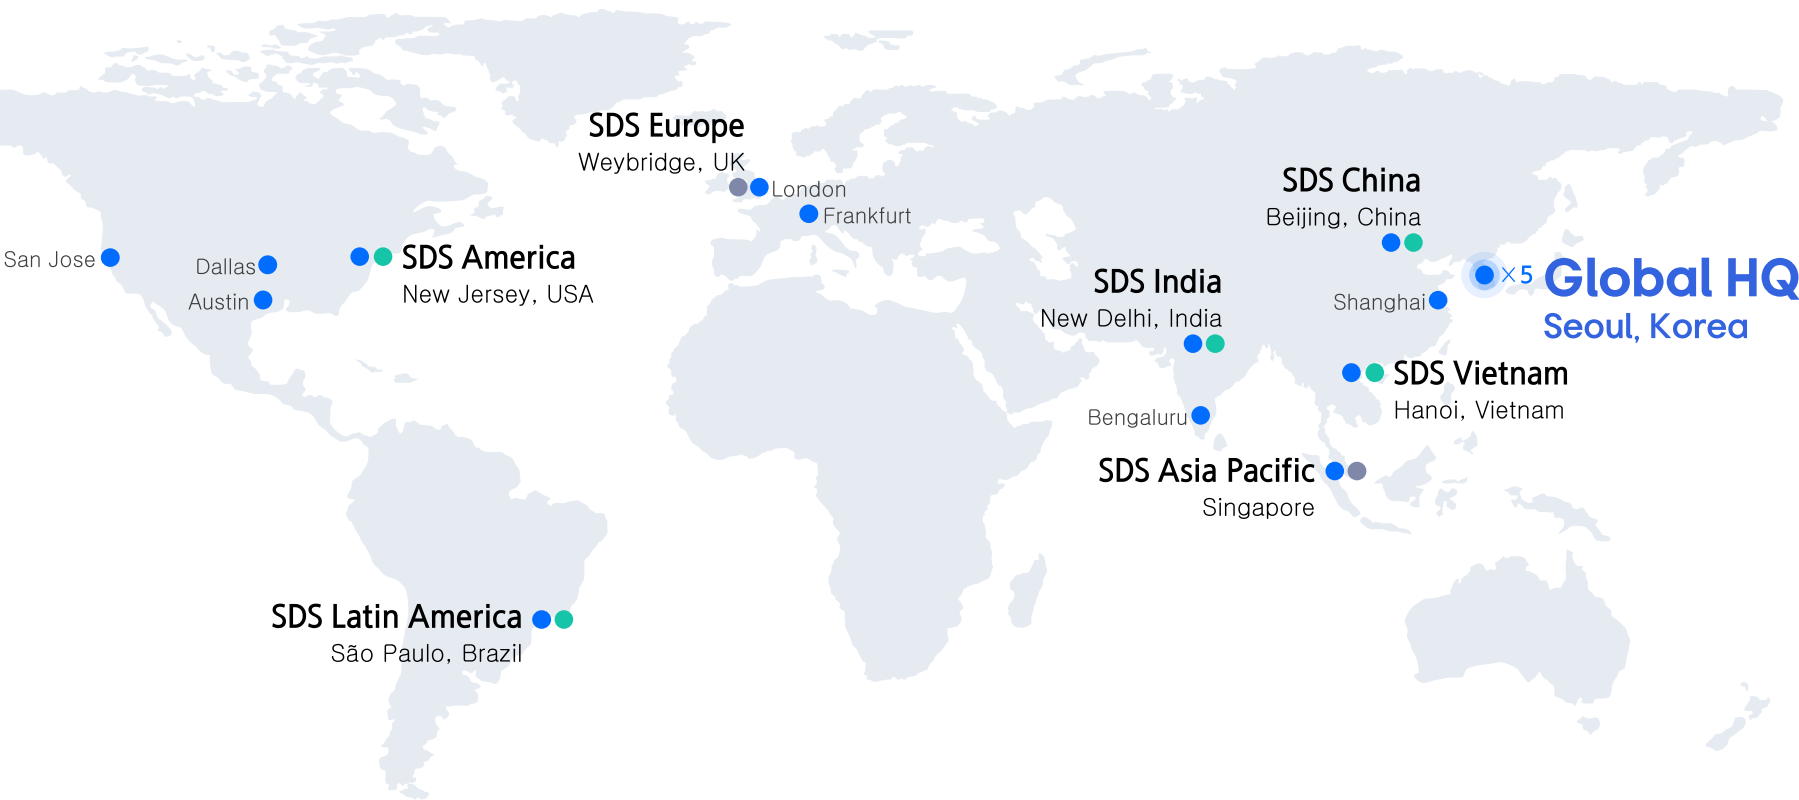 SDS Europe
Weybridge, UK
London
Frankfurt
SDS China
Beijing, China
San Jose
Dallas
Austin
SDS America
New Jersey, USA
SDS India
New Delhi, India
Shanghai
×5
Global HQ
Seoul, Korea
SDS Vietnam
Hanoi, Vietnam
Bengaluru
SDS Asia Pacific
Singapore
SDS Latin America
São Paulo, Brazil